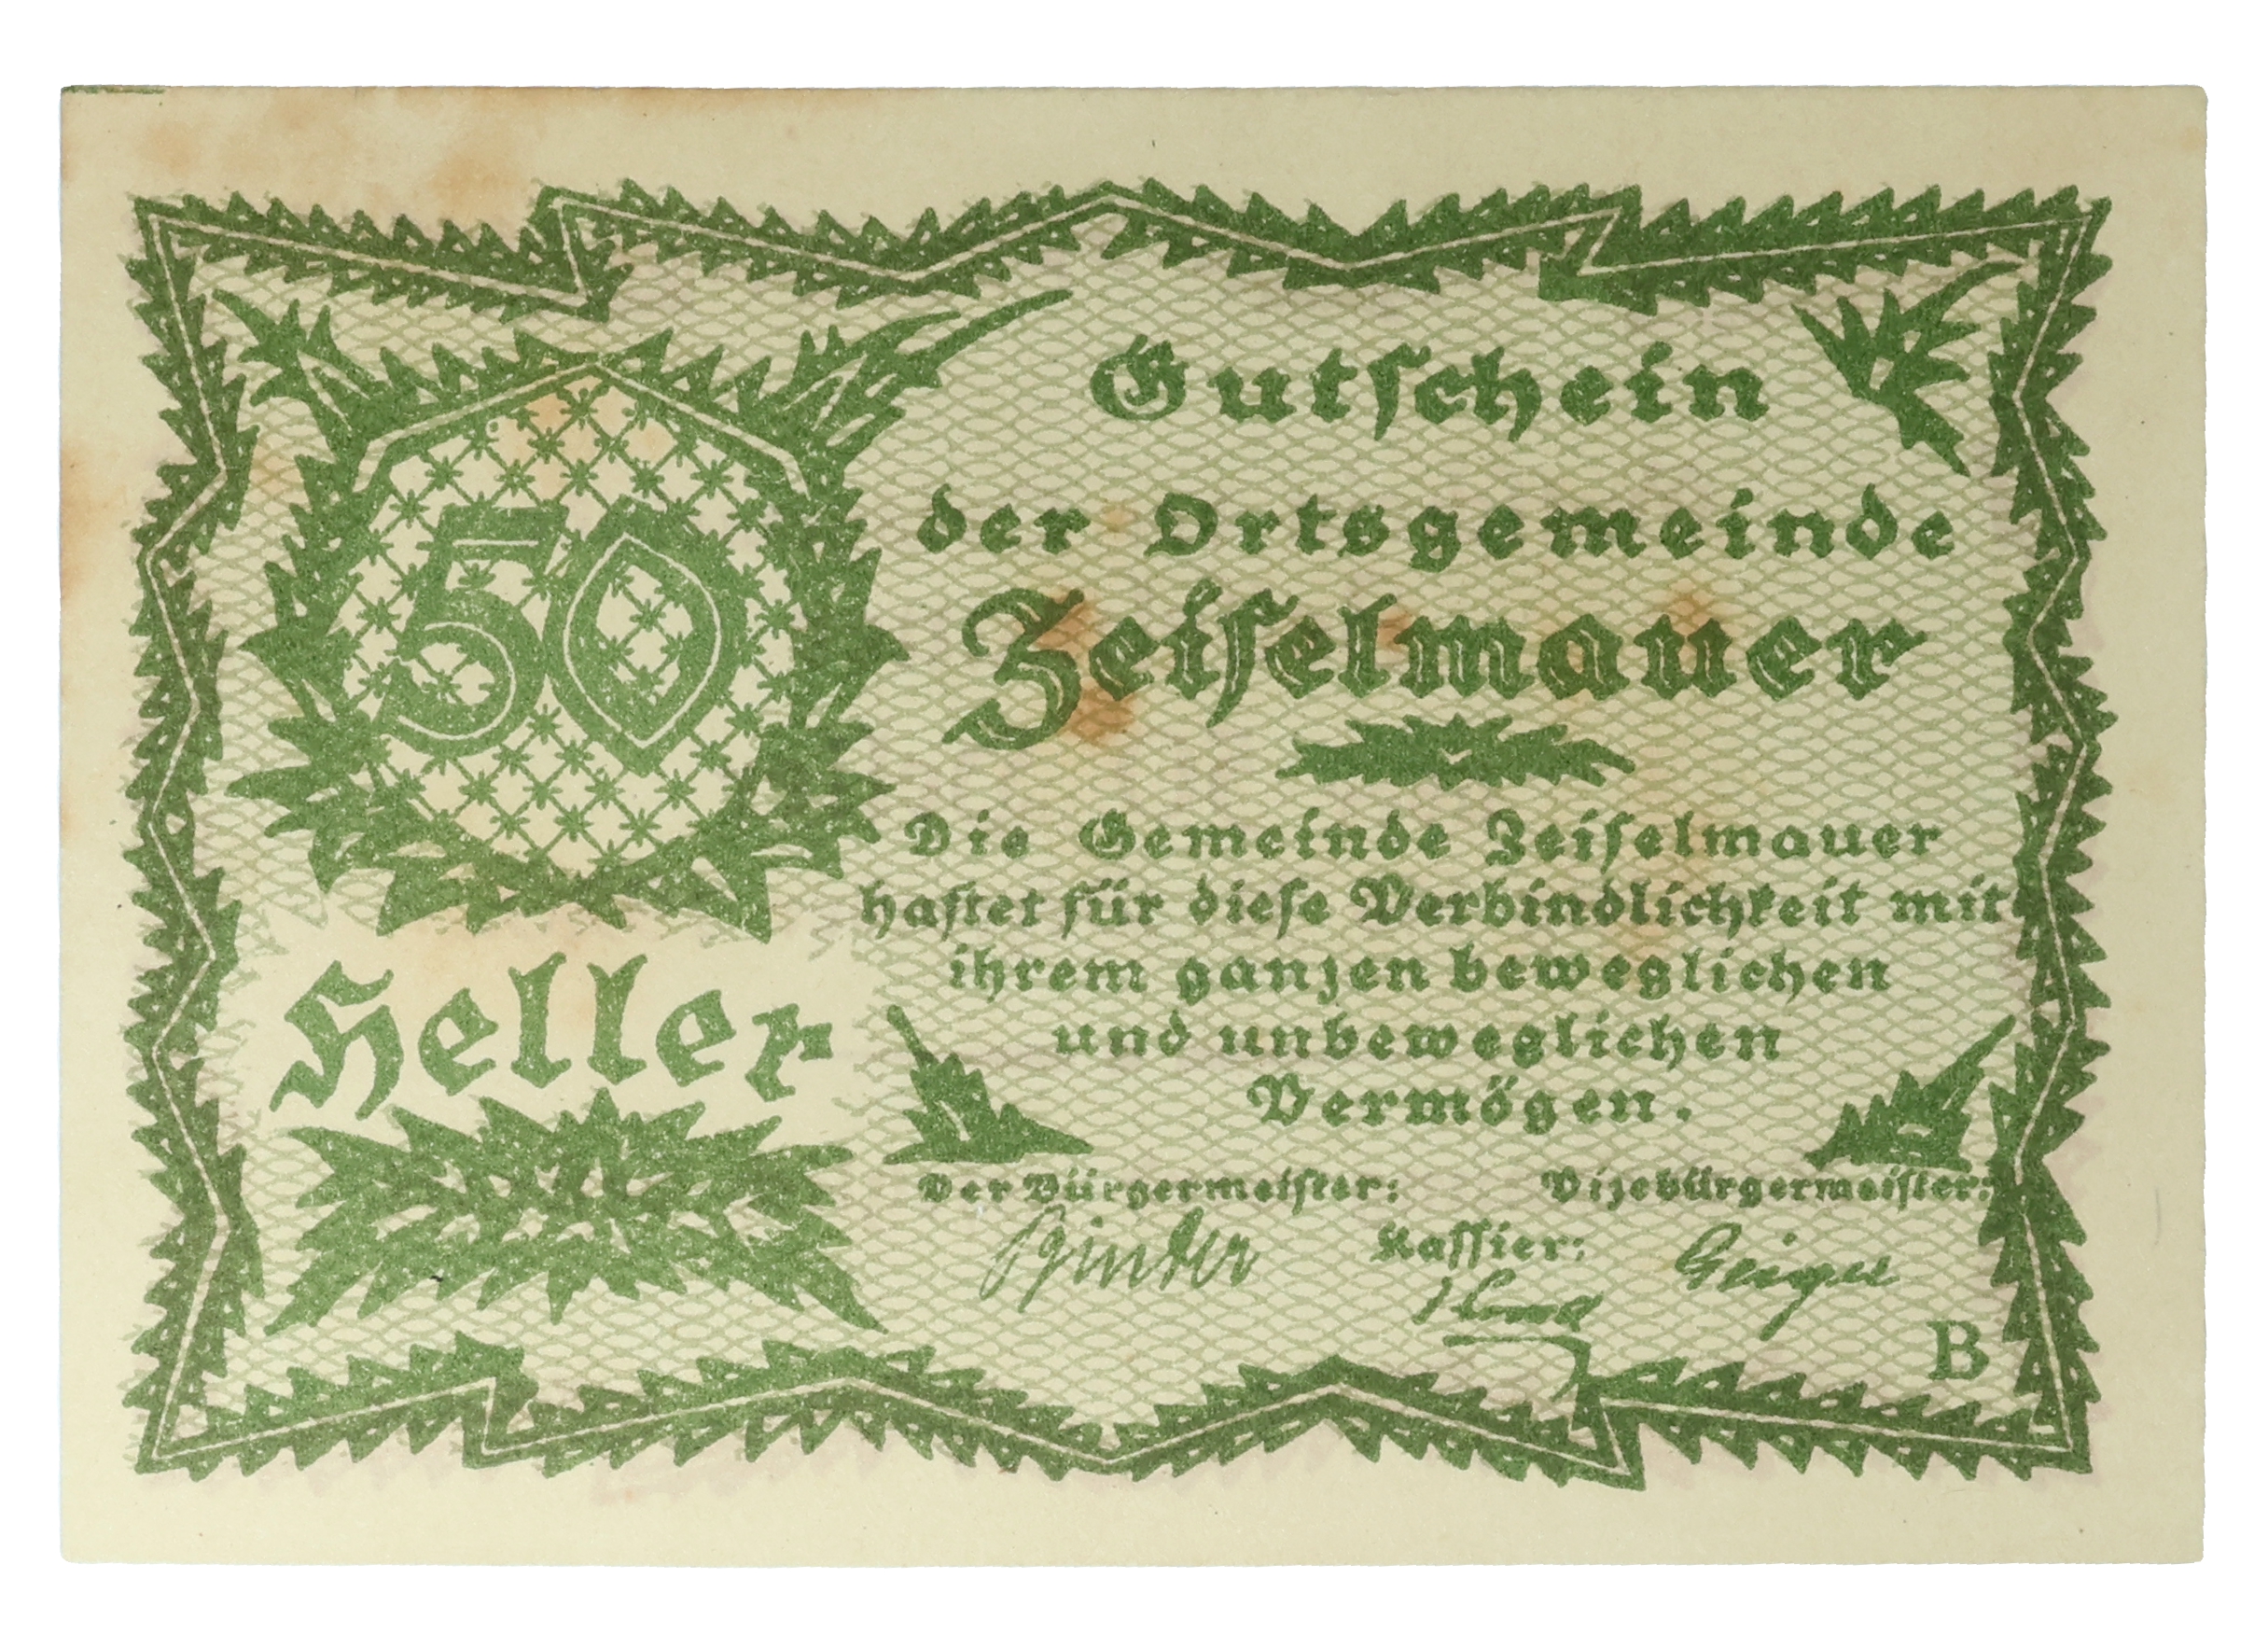 50
Heller
Gutschein
der Ortsgemeinde
Zeiselmauer
Die Gemeinde Zeiselmauer
haftet für diese Verbindlichkeit mit
ihrem ganzen beweglichen
und unbeweglichen
Vermögen.
Der Bürgermeister:
Vizebürgermeister:
Binder
Kassier:
B